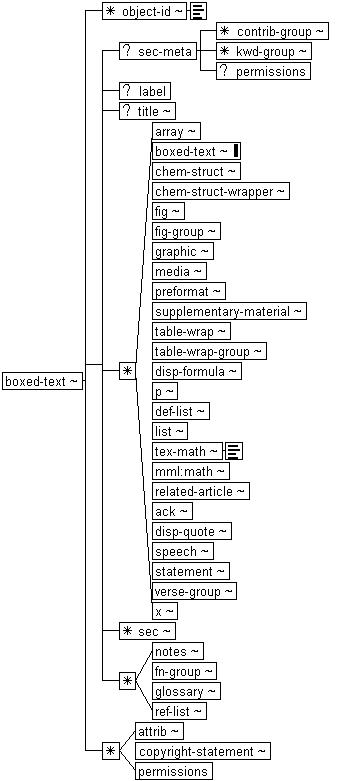 * object-id ~
* contrib-group ~
? sec-meta
* kwd-group ~
? permissions
? label
? title ~
array ~
boxed-text ~
chem-struct ~
chem-struct-wrapper ~
fig ~
fig-group ~
graphic ~
media ~
preformat ~
supplementary-material ~
table-wrap ~
table-wrap-group ~
disp-formula ~
boxed-text ~
*
p ~
def-list ~
list ~
tex-math ~
mml:math ~
related-article ~
ack ~
disp-quote ~
speech ~
statement ~
verse-group ~
x ~
* sec ~
notes ~
fn-group ~
*
glossary ~
ref-list ~
attrib ~
* copyright-statement ~
permissions